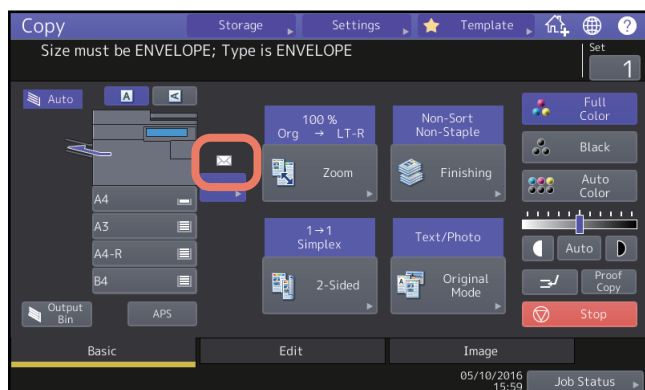 Copy
Storage
Settings
Template
?
Size must be ENVELOPE; Type is ENVELOPE
Set
1
Auto
A
A
100 %
Org → LT-R
Zoom
Non-Sort
Non-Staple
Finishing
Full
Color
Black
Auto
Color
A4
A3
A4-R
B4
1→1
Simplex
2-Sided
Text/Photo
Original
Mode
Auto
Proof
Copy
Output
Bin
APS
Stop
Basic
Edit
Image
05/10/2016
15:59
Job Status